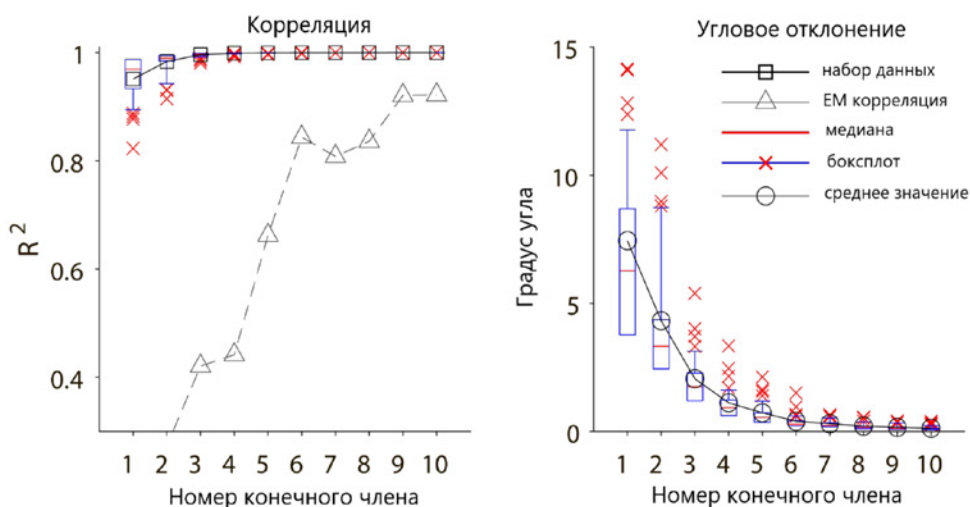 Корреляция
1
0.8
0.6
0.4
R²
1 2 3 4 5 6 7 8 9 10
Номер конечного члена
Угловое отклонение
набор данных
ЕМ корреляция
медиана
боксплот
среднее значение
15
10
5
0
Градус угла
1 2 3 4 5 6 7 8 9 10
Номер конечного члена